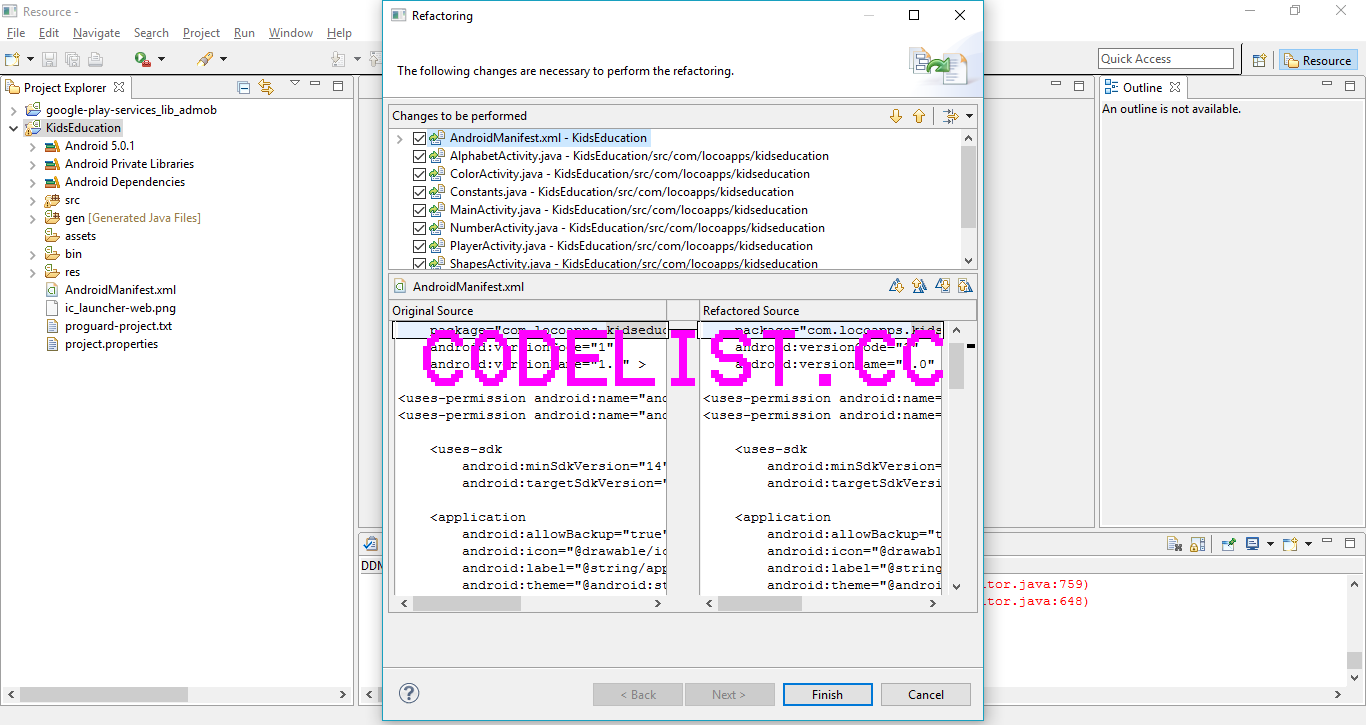 Resource -
File Edit Navigate Search Project Run Window Help
Quick Access
Resource
Project Explorer
google-play-services_lib_admob
KidsEducation
Android 5.0.1
Android Private Libraries
Android Dependencies
src
gen [Generated Java Files]
assets
bin
res
AndroidManifest.xml
ic_launcher-web.png
proguard-project.txt
project.properties
Refactoring
The following changes are necessary to perform the refactoring.
Changes to be performed
AndroidManifest.xml - KidsEducation
AlphabetActivity.java - KidsEducation/src/com/locoapps/kidseducation
ColorActivity.java - KidsEducation/src/com/locoapps/kidseducation
Constants.java - KidsEducation/src/com/locoapps/kidseducation
MainActivity.java - KidsEducation/src/com/locoapps/kidseducation
NumberActivity.java - KidsEducation/src/com/locoapps/kidseducation
PlayerActivity.java - KidsEducation/src/com/locoapps/kidseducation
ShapesActivity.java - KidsEducation/src/com/locoapps/kidseducation
AndroidManifest.xml
Original Source
package="com.locoapps.kidseduc
android:versionCode="1"
android:versionName="1. " >
<uses-permission android:name="and
<uses-permission android:name="and
<uses-sdk
android:minSdkVersion="14"
android:targetSdkVersion="
<application
android:allowBackup="true"
android:icon="@drawable/ic
android:label="@string/app
android:theme="@android:st
Refactored Source
package="com.locoapps.kids
android:versionCode="1"
android:versionName="1.0"
<uses-permission android:name=
<uses-permission android:name=
<uses-sdk
android:minSdkVersion=
android:targetSdkVersi
<application
android:allowBackup="t
android:icon="@drawabl
android:label="@string
android:theme="@androi
CODELIST.CC
< Back Next > Finish Cancel
Outline
An outline is not available.
DDM
tor.java:759)
tor.java:648)